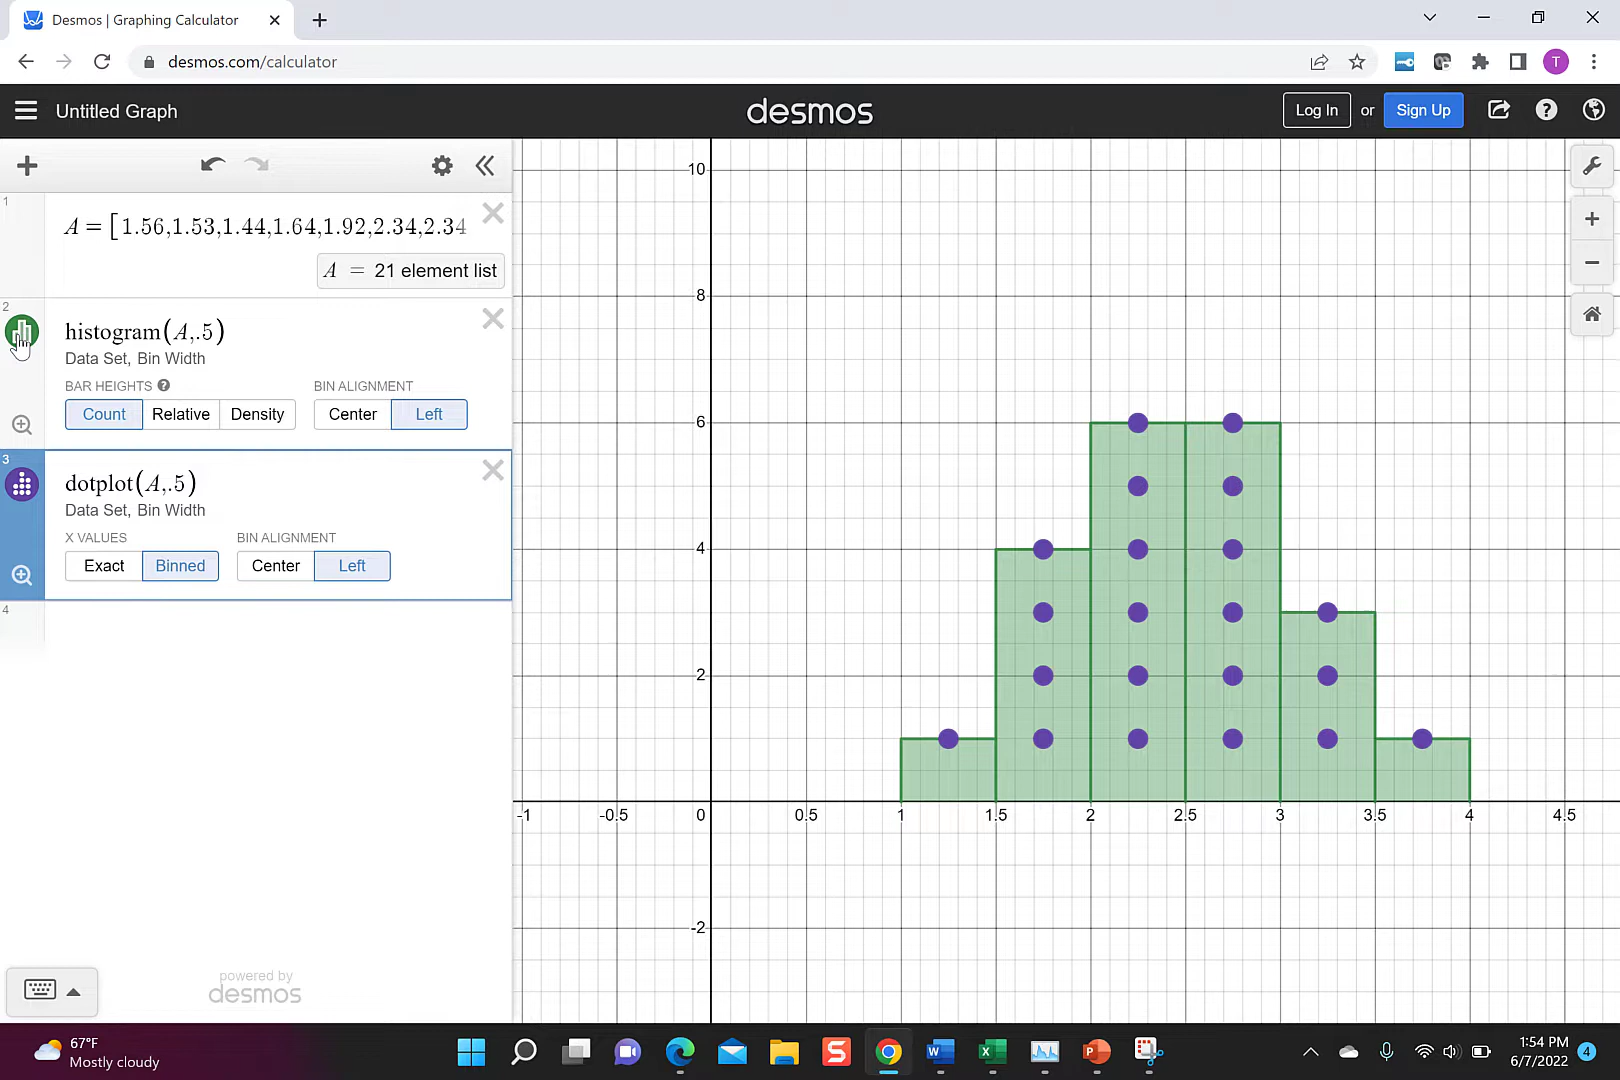 Desmos | Graphing Calculator
desmos.com/calculator
T
Untitled Graph
desmos
Log In or Sign Up
1
A = [1.56,1.53,1.44,1.64,1.92,2.34,2.34
A = 21 element list
2
histogram(A,.5)
Data Set, Bin Width
BAR HEIGHTS ?
BIN ALIGNMENT
Count Relative Density
Center Left
3
dotplot(A,.5)
Data Set, Bin Width
X VALUES
BIN ALIGNMENT
Exact Binned
Center Left
4
powered by
desmos
10
8
6
4
2
-1 -0.5 0 0.5 1 1.5 2 2.5 3 3.5 4 4.5
-2
67°F
Mostly cloudy
S
W
X
P
1:54 PM
6/7/2022
4